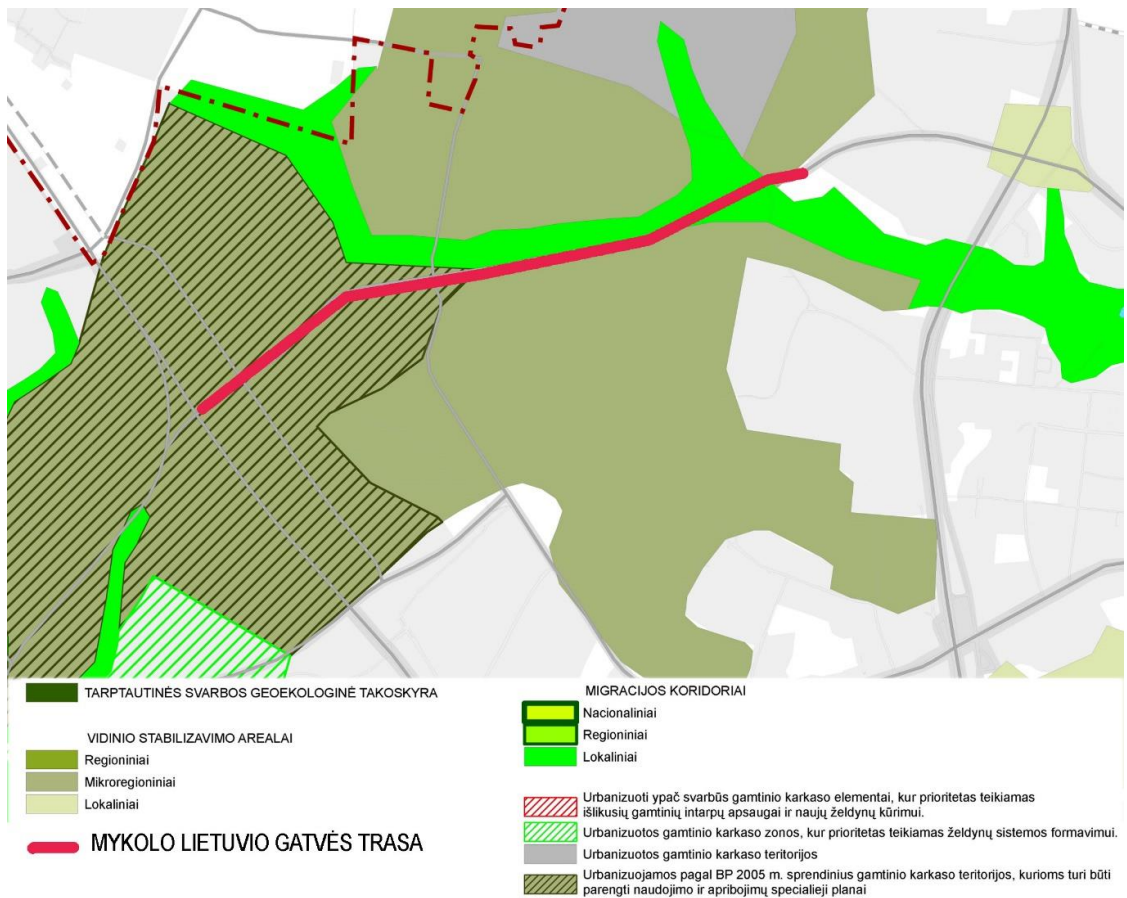 TARPTAUTINĖS SVARBOS GEOEKOLOGINĖ TAKOSKYRA
VIDINIO STABILIZAVIMO AREALAI
Regioniniai
Mikroregioniniai
Lokaliniai
MYKOLO LIETUVIO GATVĖS TRASA
MIGRACIJOS KORIDORIAI
Nacionaliniai
Regioniniai
Lokaliniai
Urbanizuoti ypač svarbūs gamtinio karkaso elementai, kur prioritetas teikiamas
išlikusių gamtinių intarpų apsaugai ir naujų želdynų kūrimui.
Urbanizuotos gamtinio karkaso zonos, kur prioritetas teikiamas želdynų sistemos formavimui.
Urbanizuotos gamtinio karkaso teritorijos
Urbanizuojamos pagal BP 2005 m. sprendinius gamtinio karkaso teritorijos, kurioms turi būti
parengti naudojimo ir apribojimų specialieji planai